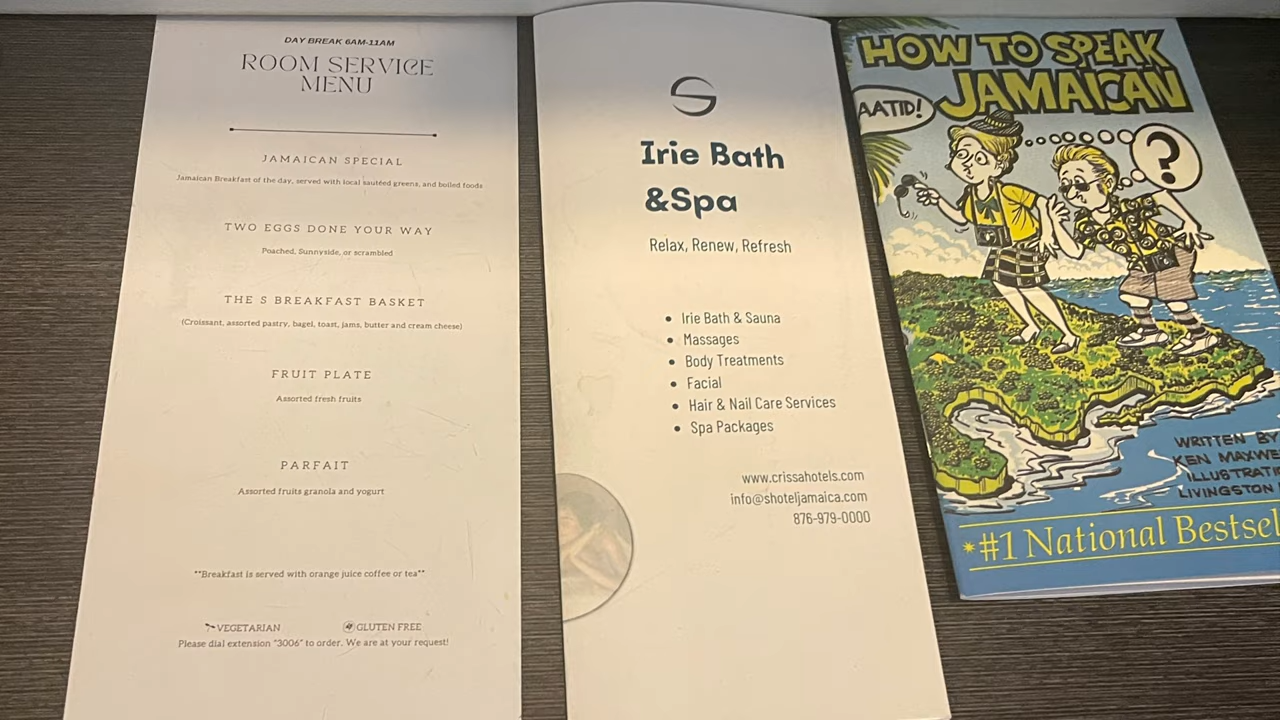 DAY BREAK 6AM-11AM
ROOM SERVICE
MENU
JAMAICAN SPECIAL
Jamaican Breakfast of the day, served with local sautéed greens, and boiled foods
TWO EGGS DONE YOUR WAY
Poached, Sunnyside, or scrambled
THE S BREAKFAST BASKET
(Croissant, assorted pastry, bagel, toast, jams, butter and cream cheese)
FRUIT PLATE
Assorted fresh fruits
PARFAIT
Assorted fruits granola and yogurt
**Breakfast is served with orange juice coffee or tea**
VEGETARIAN GLUTEN FREE
Please dial extension "3006" to order. We are at your request!
S
Irie Bath
&Spa
Relax, Renew, Refresh
• Irie Bath & Sauna
• Massages
• Body Treatments
• Facial
• Hair & Nail Care Services
• Spa Packages
www.crissahotels.com
info@shoteljamaica.com
876-979-0000
HOW TO SPEAK
JAMAICAN
AATID!
?
WRITTEN BY
KEN MAXWE
ILLUSTRATI
LIVINGSTON
*#1 National Bestsel